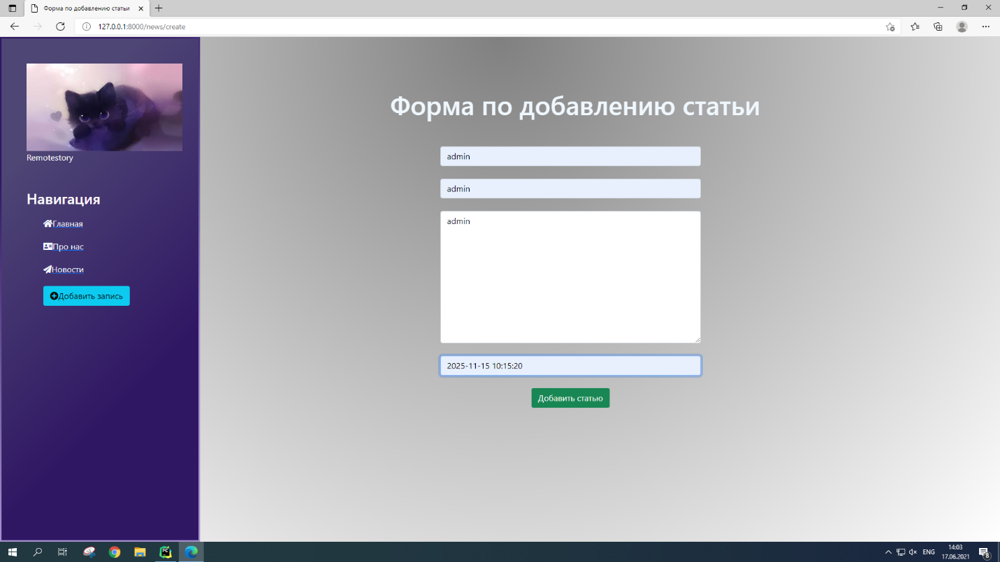 Форма по добавлению статьи
127.0.0.1:8000/news/create
Remotestory
Навигация
Главная
Про нас
Новости
Добавить запись
Форма по добавлению статьи
admin
admin
admin
2025-11-15 10:15:20
Добавить статью
PC
ENG
14:03
17.06.2021
8